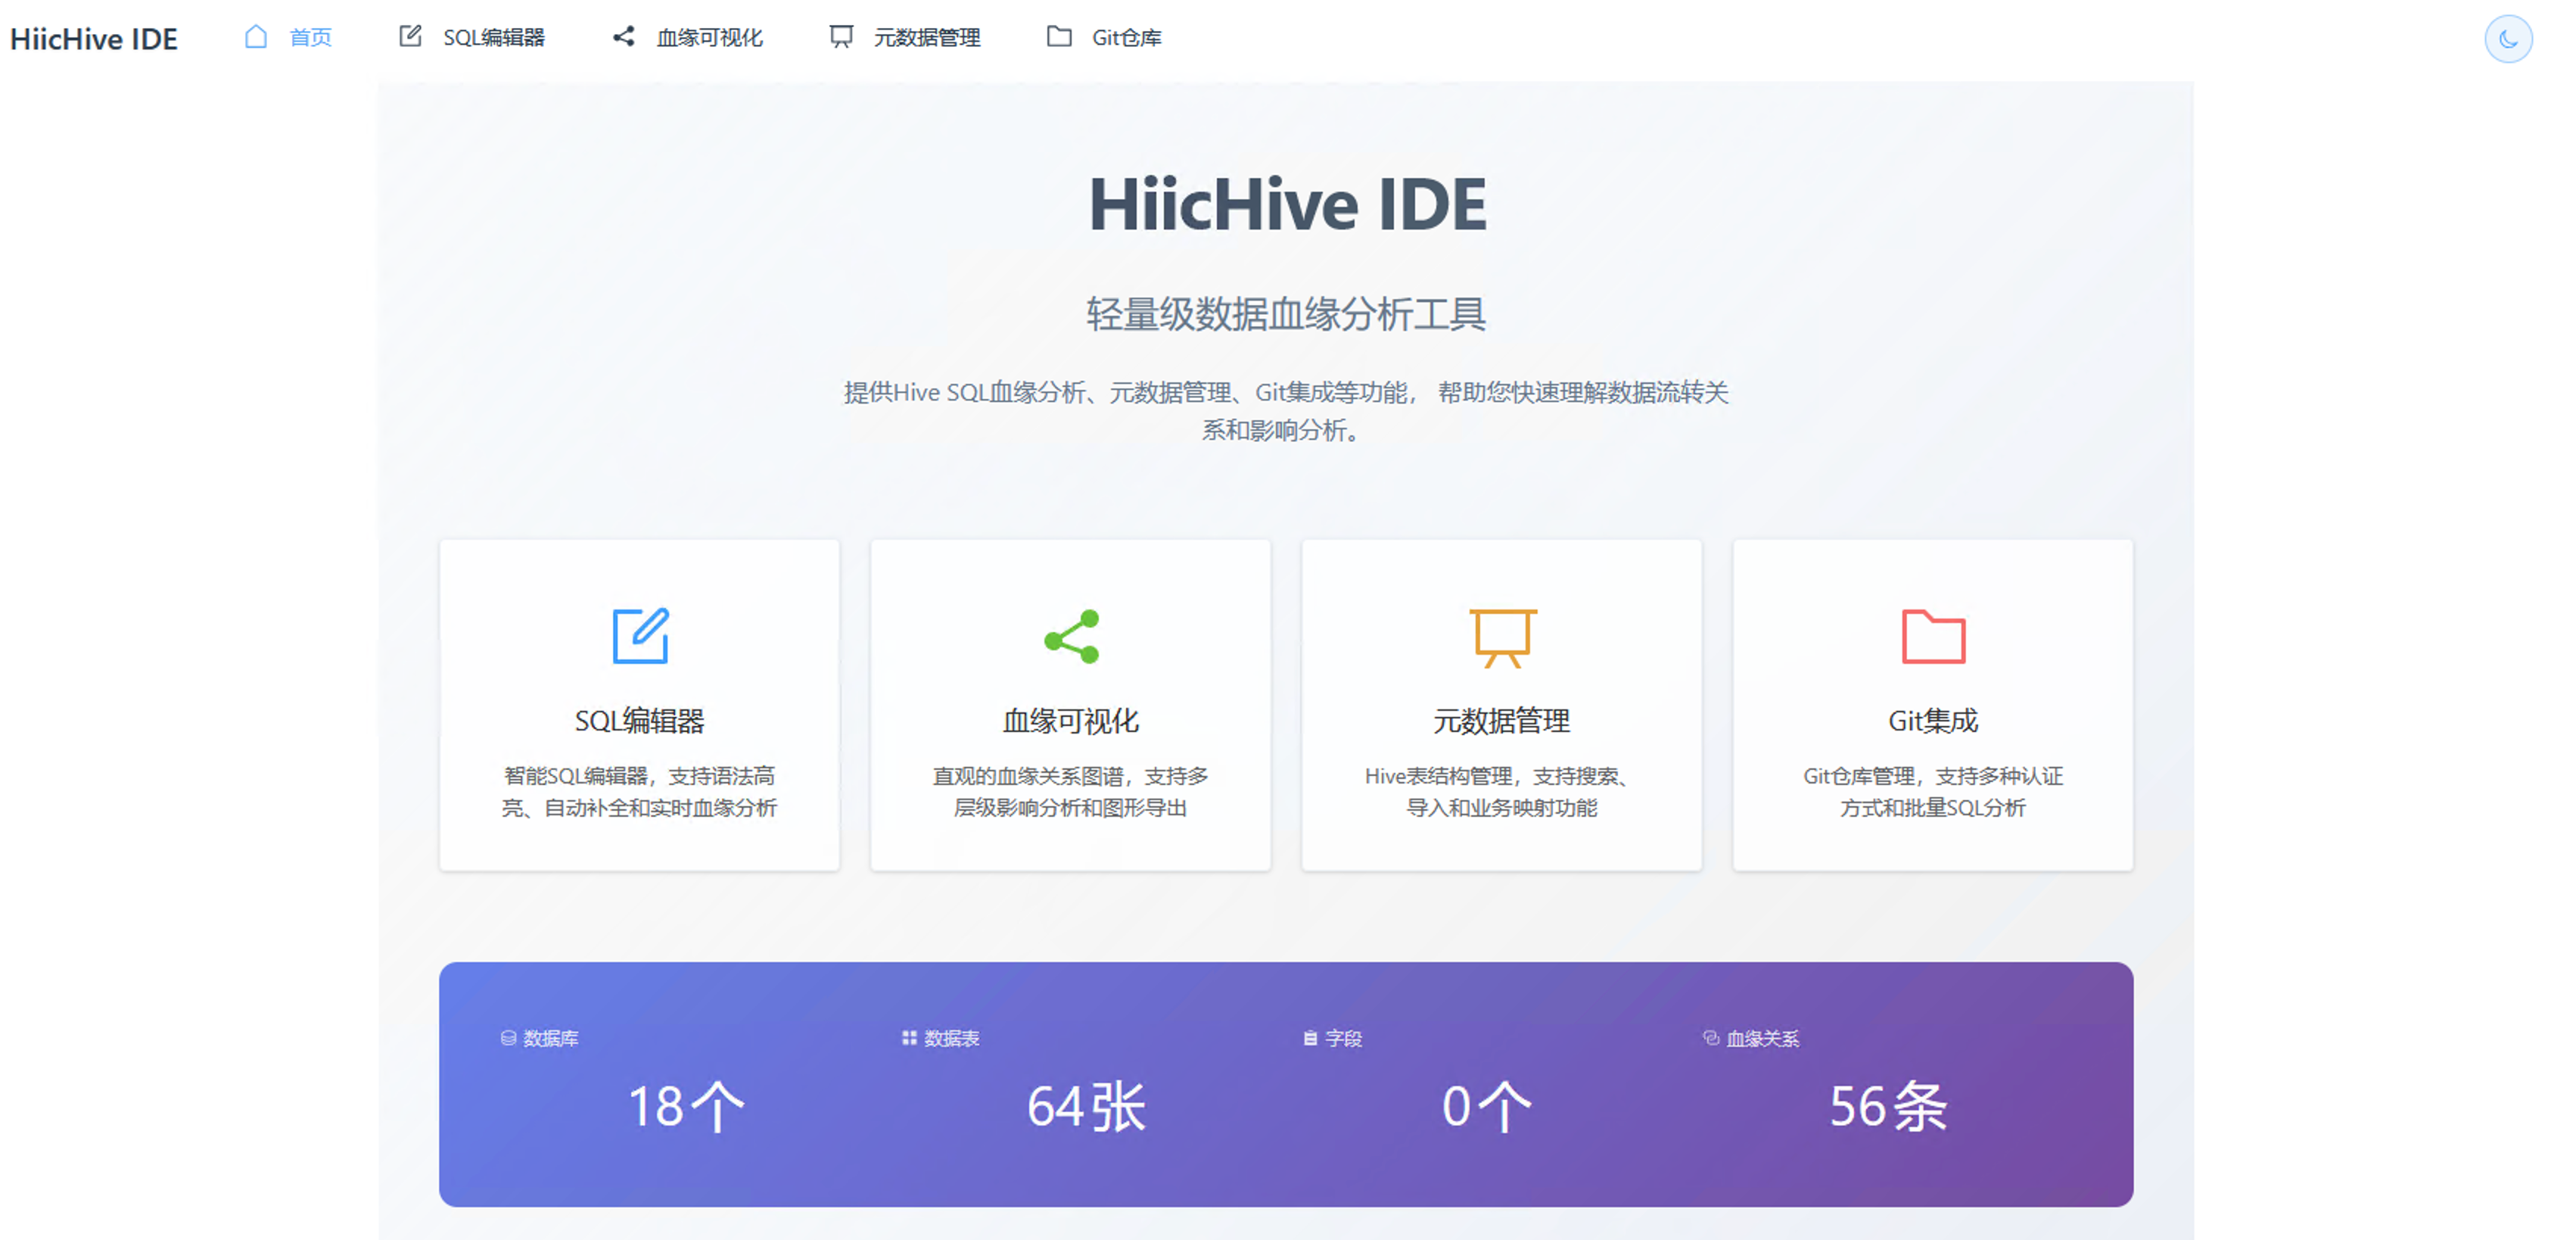 HiicHive IDE
首页
SQL编辑器
血缘可视化
元数据管理
Git仓库
HiicHive IDE
轻量级数据血缘分析工具
提供Hive SQL血缘分析、元数据管理、Git集成等功能， 帮助您快速理解数据流转关
系和影响分析。
SQL编辑器
智能SQL编辑器，支持语法高
亮、自动补全和实时血缘分析
血缘可视化
直观的血缘关系图谱，支持多
层级影响分析和图形导出
元数据管理
Hive表结构管理，支持搜索、
导入和业务映射功能
Git集成
Git仓库管理，支持多种认证
方式和批量SQL分析
数据库
18个
数据表
64张
字段
0个
血缘关系
56条